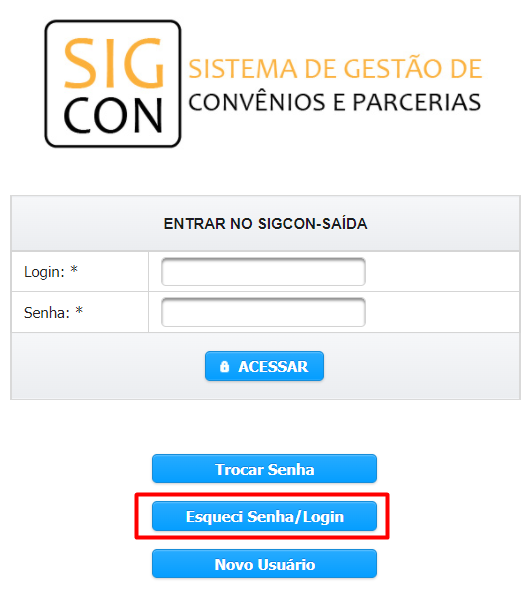 SIG
CON
SISTEMA DE GESTÃO DE
CONVÊNIOS E PARCERIAS
ENTRAR NO SIGCON-SAÍDA
Login: *
Senha: *
ACESSAR
Trocar Senha
Esqueci Senha/Login
Novo Usuário